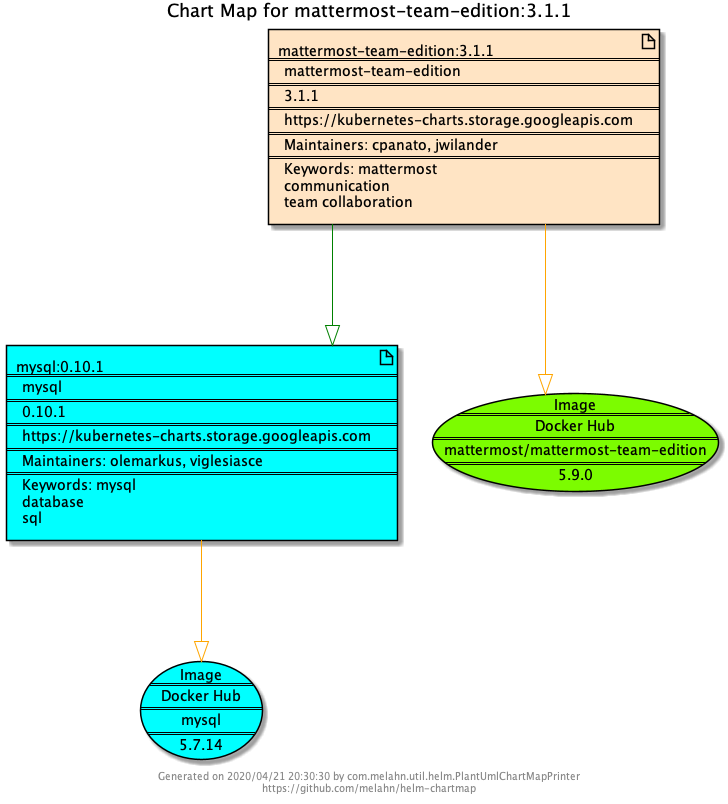 Chart Map for mattermost-team-edition:3.1.1
mattermost-team-edition:3.1.1
mattermost-team-edition
3.1.1
https://kubernetes-charts.storage.googleapis.com
Maintainers: cpanato, jwilander
Keywords: mattermost
communication
team collaboration
mysql:0.10.1
mysql
0.10.1
https://kubernetes-charts.storage.googleapis.com
Maintainers: olemarkus, viglesiasce
Keywords: mysql
database
sql
Image
Docker Hub
mattermost/mattermost-team-edition
5.9.0
Image
Docker Hub
mysql
5.7.14
Generated on 2020/04/21 20:30:30 by com.melahn.util.helm.PlantUmlChartMapPrinter
https://github.com/melahn/helm-chartmap